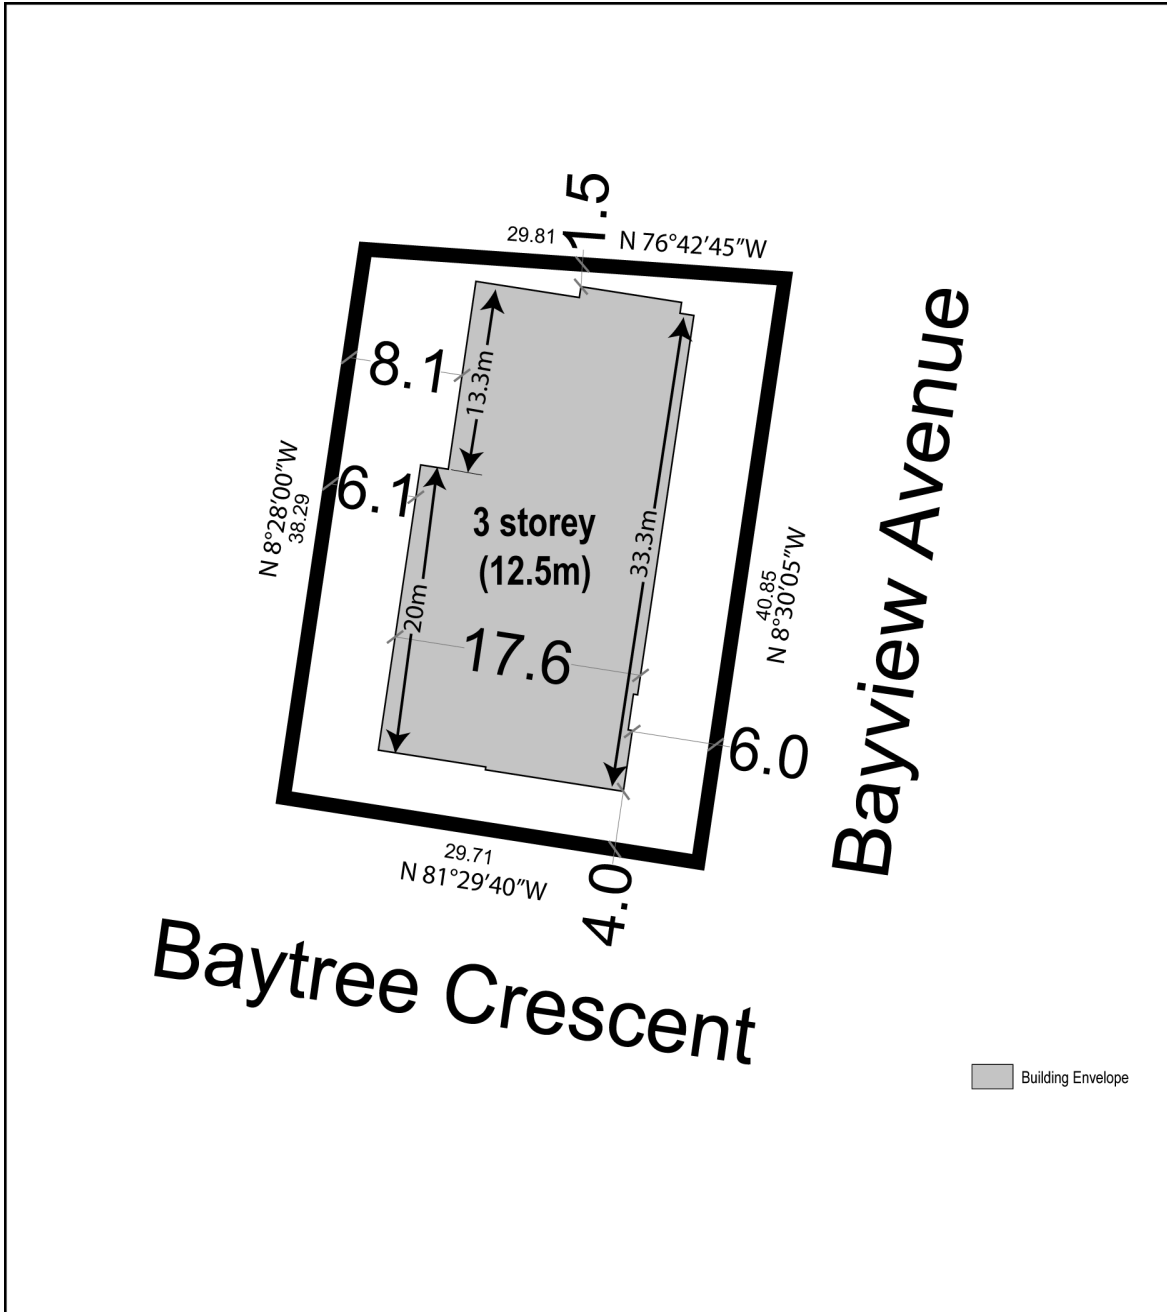 1.5
29.81
N 76°42'45"W
8.1
13.3m
6.1
N 8°28'00"W
38.29
3 storey
(12.5m)
33.3m
20m
17.6
40.85
N 8°30'05"W
6.0
Bayview Avenue
29.71
N 81°29'40"W
4.0
Baytree Crescent
Building Envelope